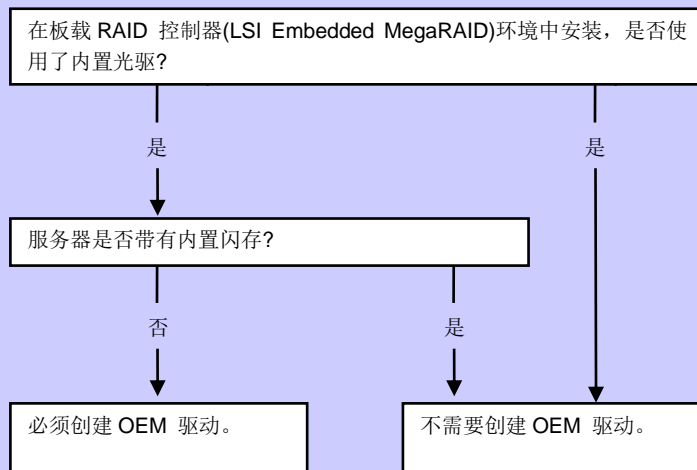 在板载 RAID 控制器(LSI Embedded MegaRAID)环境中安装，是否使
用了内置光驱?
是
是
服务器是否带有内置闪存?
否
是
必须创建 OEM 驱动。
不需要创建 OEM 驱动。